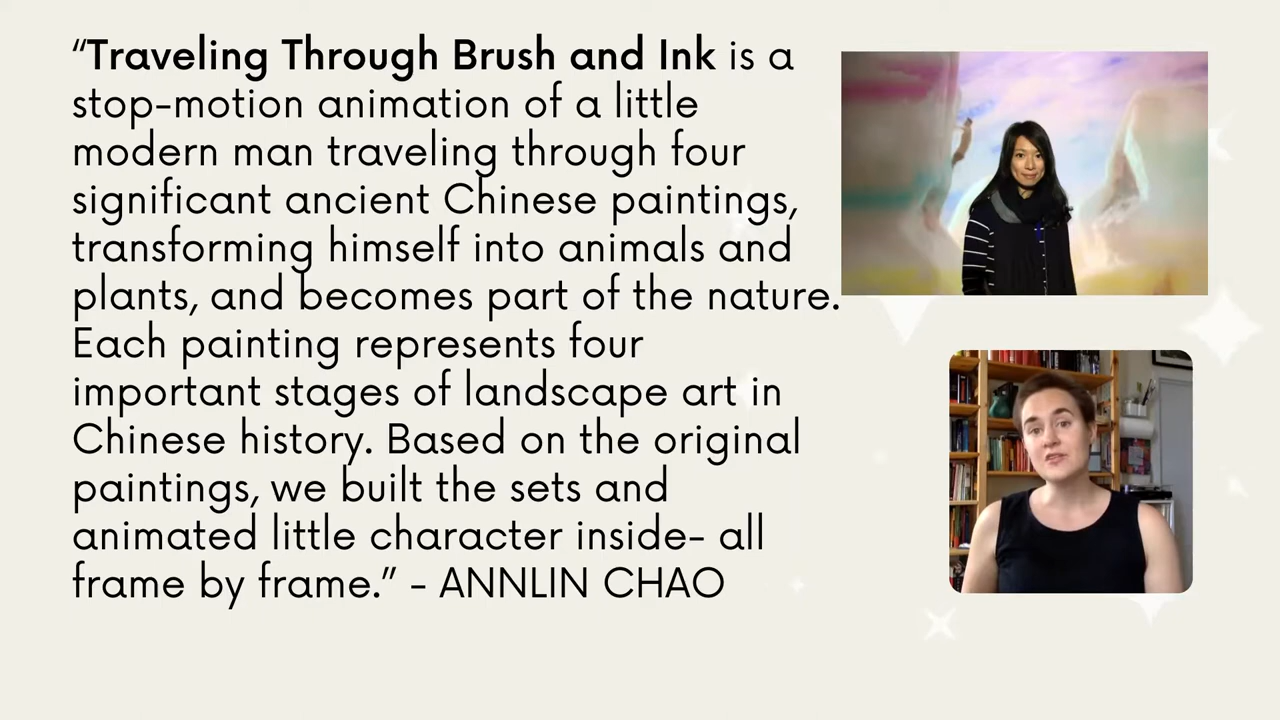 “Traveling Through Brush and Ink is a
stop-motion animation of a little
modern man traveling through four
significant ancient Chinese paintings,
transforming himself into animals and
plants, and becomes part of the nature.
Each painting represents four
important stages of landscape art in
Chinese history. Based on the original
paintings, we built the sets and
animated little character inside- all
frame by frame.” - ANNLIN CHAO